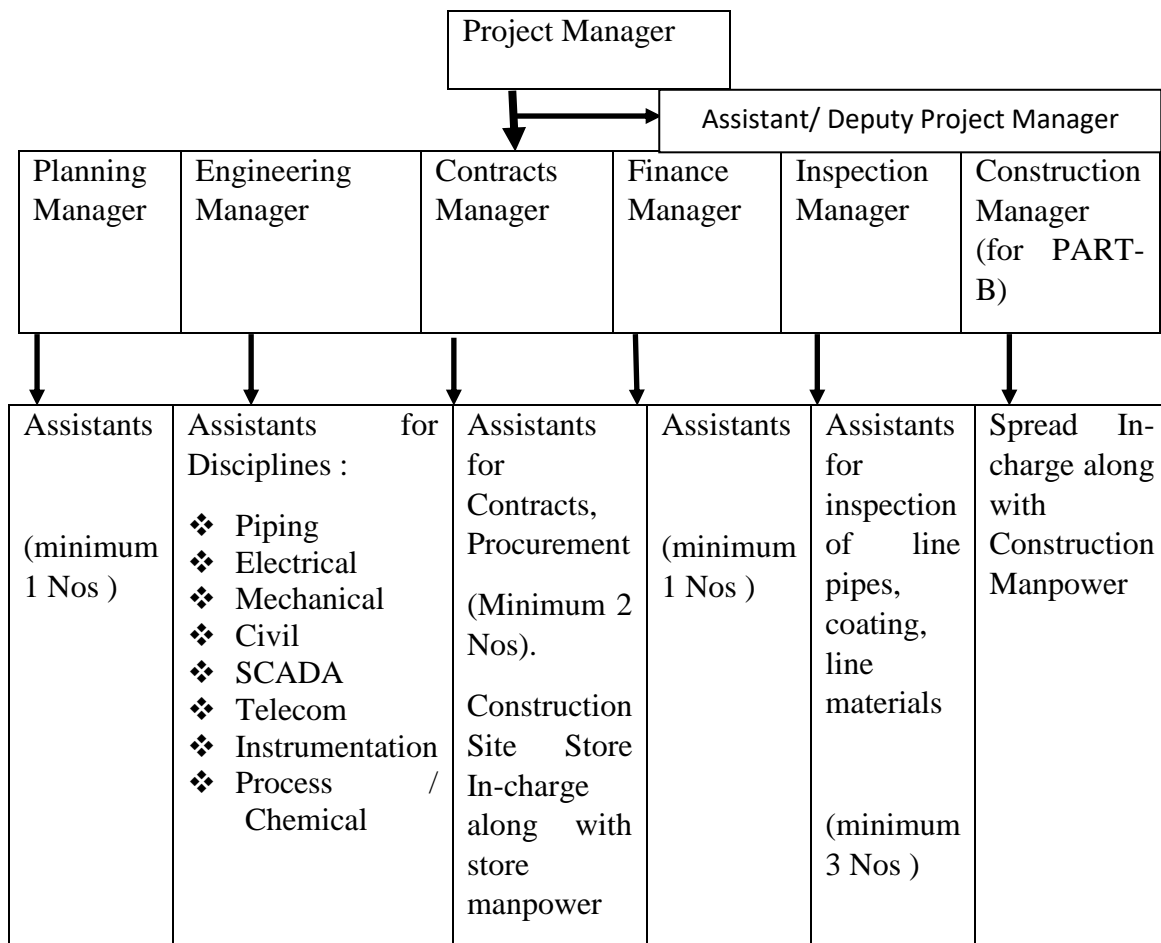 Project Manager
Assistant/ Deputy Project Manager
Planning
Manager
Engineering
Manager
Contracts
Manager
Finance
Manager
Inspection
Manager
Construction
Manager
(for PART-
B)
Assistants
(minimum
1 Nos )
Assistants for
Disciplines :
❖ Piping
❖ Electrical
❖ Mechanical
❖ Civil
❖ SCADA
❖ Telecom
❖ Instrumentation
❖ Process /
Chemical
Assistants
for
Contracts,
Procurement
(Minimum 2
Nos).
Construction
Site Store
In-charge
along with
store
manpower
Assistants
(minimum
1 Nos )
Assistants
for
inspection
of line
pipes,
coating,
line
materials
(minimum
3 Nos )
Spread In-
charge along
with
Construction
Manpower